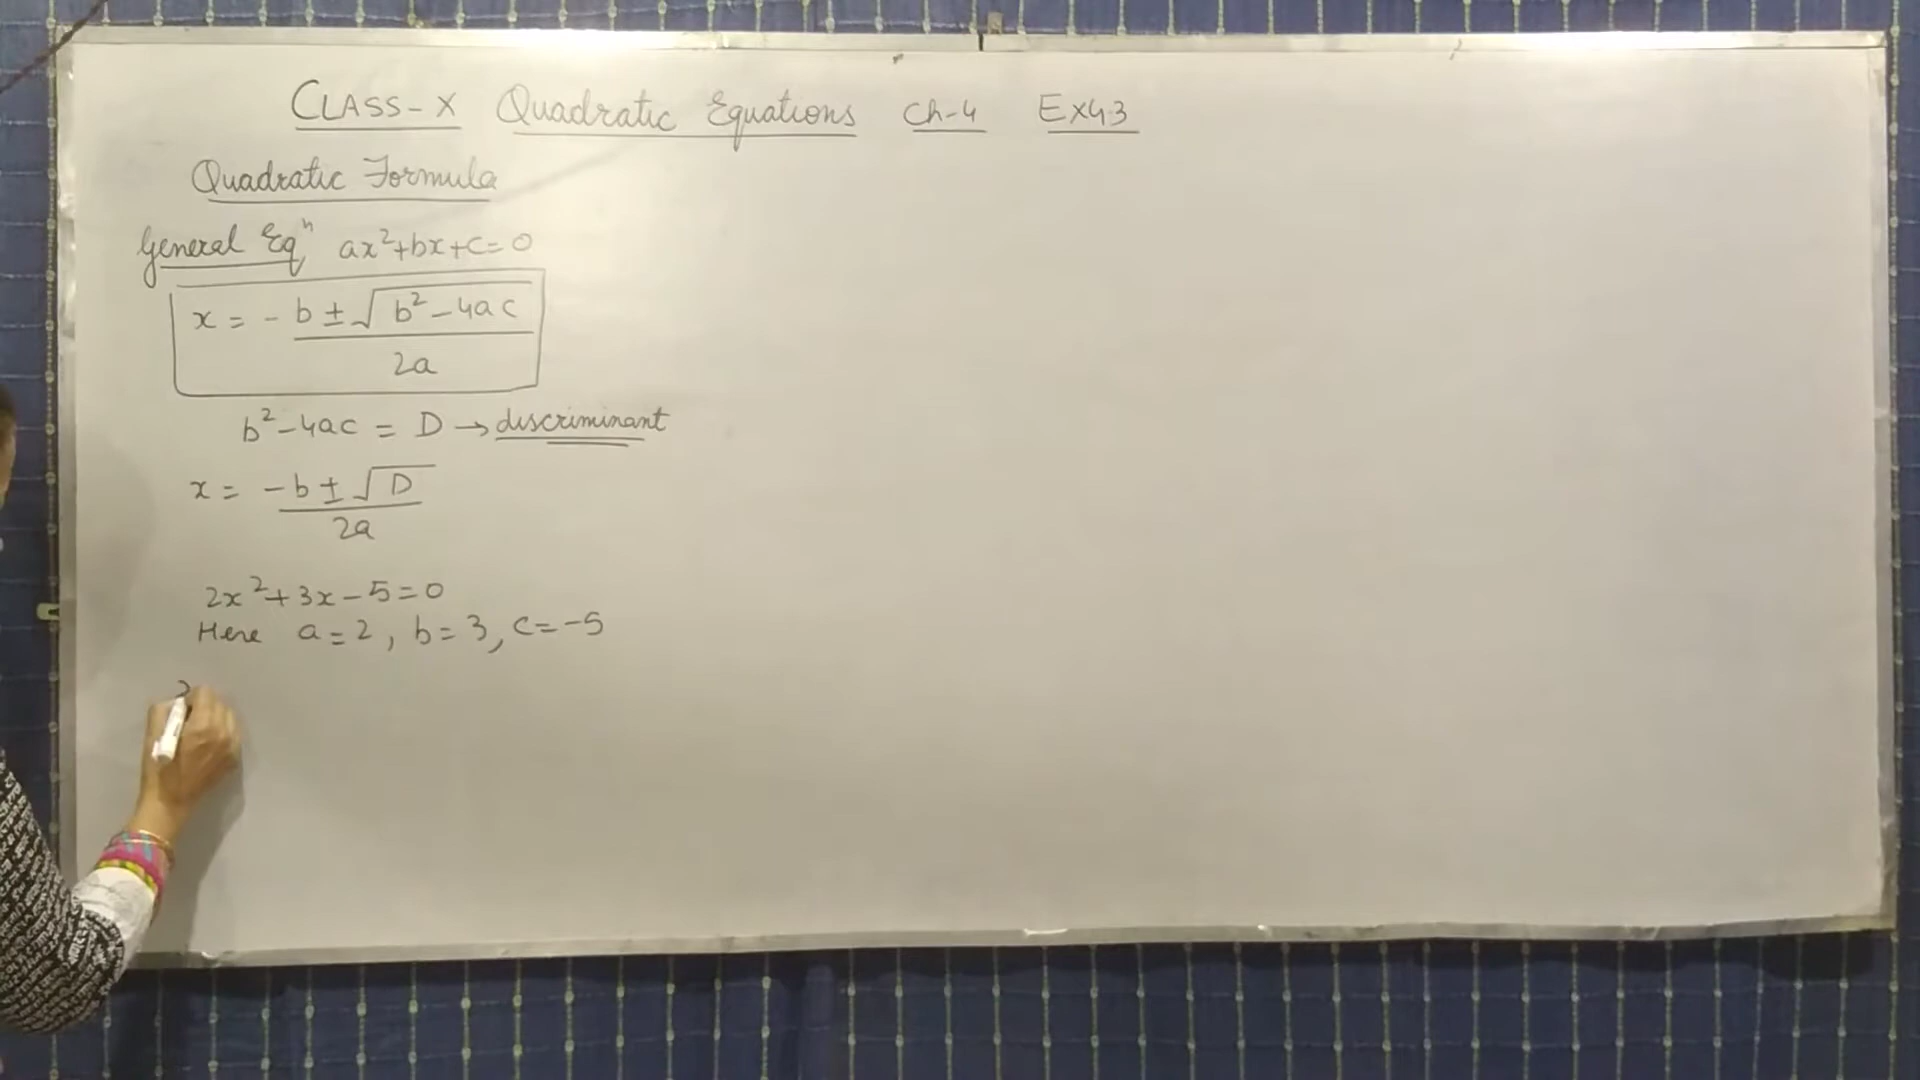 CLASS-X Quadratic Equations Ch-4 Ex4.3
Quadratic Formula
General Eqⁿ ax²+bx+c=0
x = -b ± √b²-4ac
2a
b²-4ac = D → discriminant
x = -b ± √D
2a
2x²+3x-5=0
Here a=2, b=3, c=-5